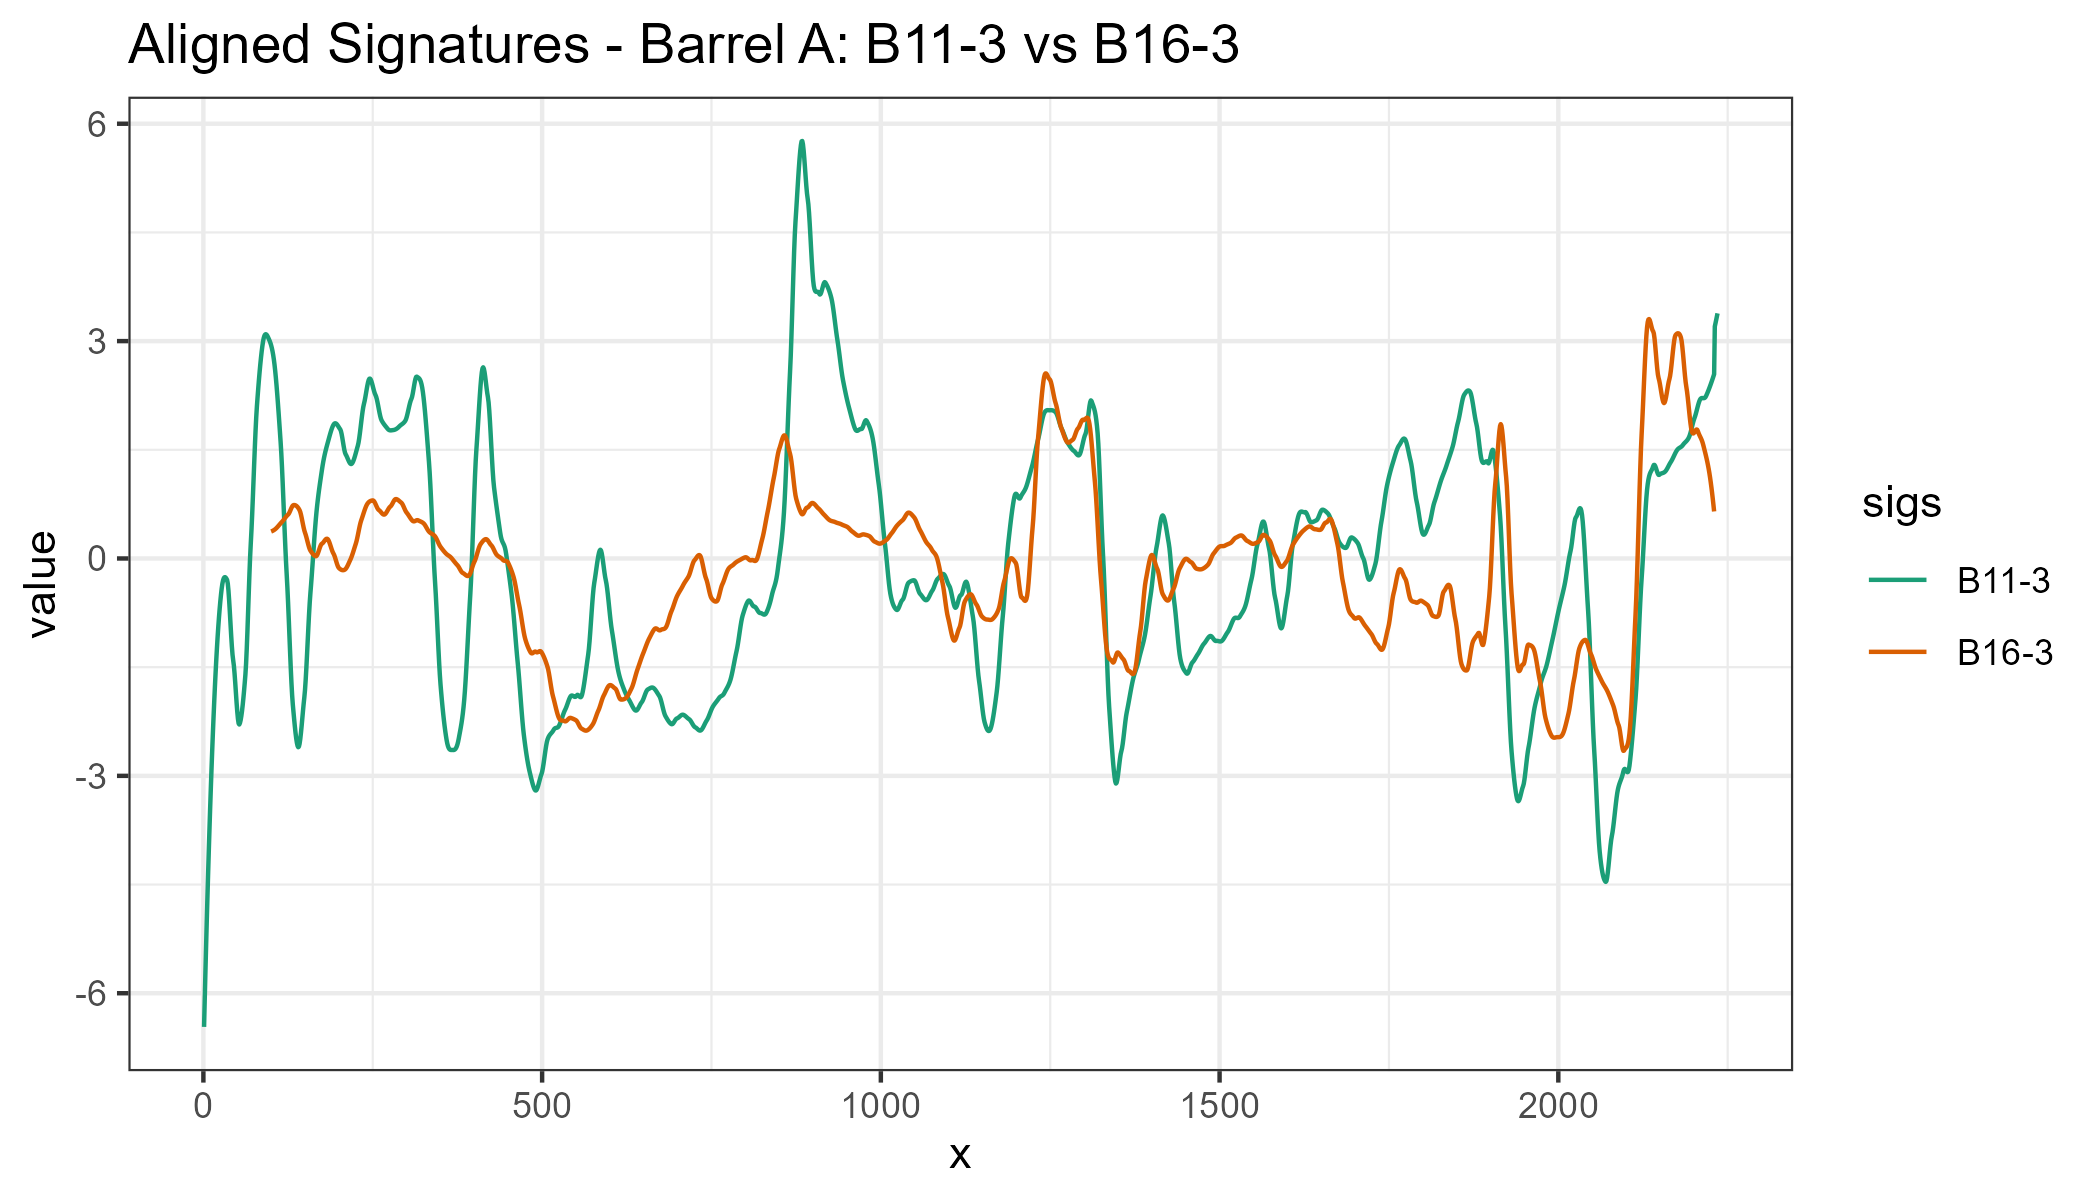 Aligned Signatures - Barrel A: B11-3 vs B16-3
6
3
0
-3
-6
value
0
500
1000
1500
2000
x
sigs
B11-3
B16-3